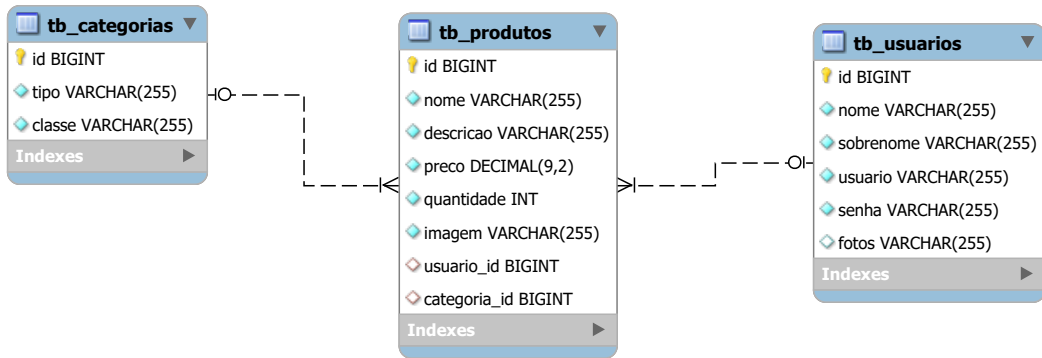 tb_categorias
id BIGINT
tipo VARCHAR(255)
classe VARCHAR(255)
Indexes
tb_produtos
id BIGINT
nome VARCHAR(255)
descricao VARCHAR(255)
preco DECIMAL(9,2)
quantidade INT
imagem VARCHAR(255)
usuario_id BIGINT
categoria_id BIGINT
Indexes
tb_usuarios
id BIGINT
nome VARCHAR(255)
sobrenome VARCHAR(255)
usuario VARCHAR(255)
senha VARCHAR(255)
fotos VARCHAR(255)
Indexes